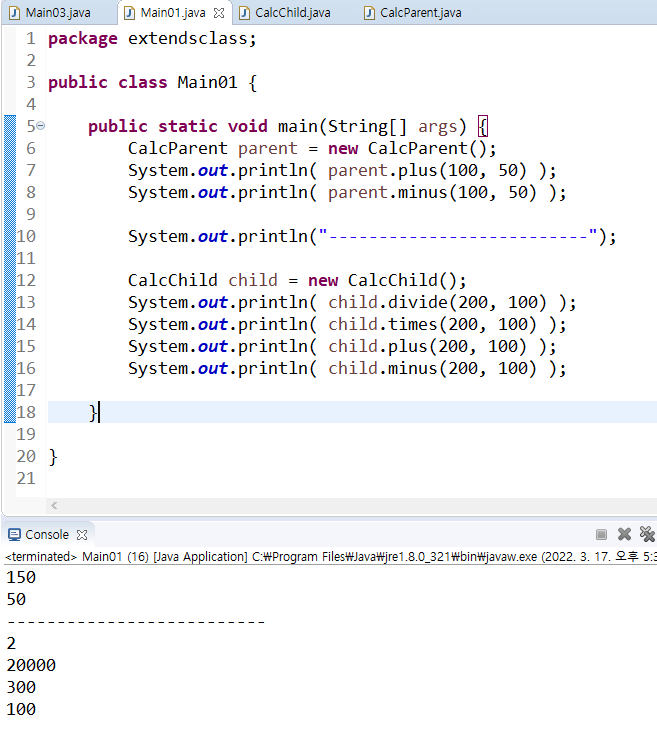 Main03.java Main01.java CalcChild.java CalcParent.java
1 package extendsclass;
2
3 public class Main01 {
4
5 public static void main(String[] args) {
6 CalcParent parent = new CalcParent();
7 System.out.println( parent.plus(100, 50) );
8 System.out.println( parent.minus(100, 50) );
9
10 System.out.println("--------------------------");
11
12 CalcChild child = new CalcChild();
13 System.out.println( child.divide(200, 100) );
14 System.out.println( child.times(200, 100) );
15 System.out.println( child.plus(200, 100) );
16 System.out.println( child.minus(200, 100) );
17
18 }
19
20 }
21
Console
<terminated> Main01 (16) [Java Application] C:₩Program Files₩Java₩jre1.8.0_321₩bin₩javaw.exe (2022. 3. 17. 오후 5:3
150
50
--------------------------
2
20000
300
100